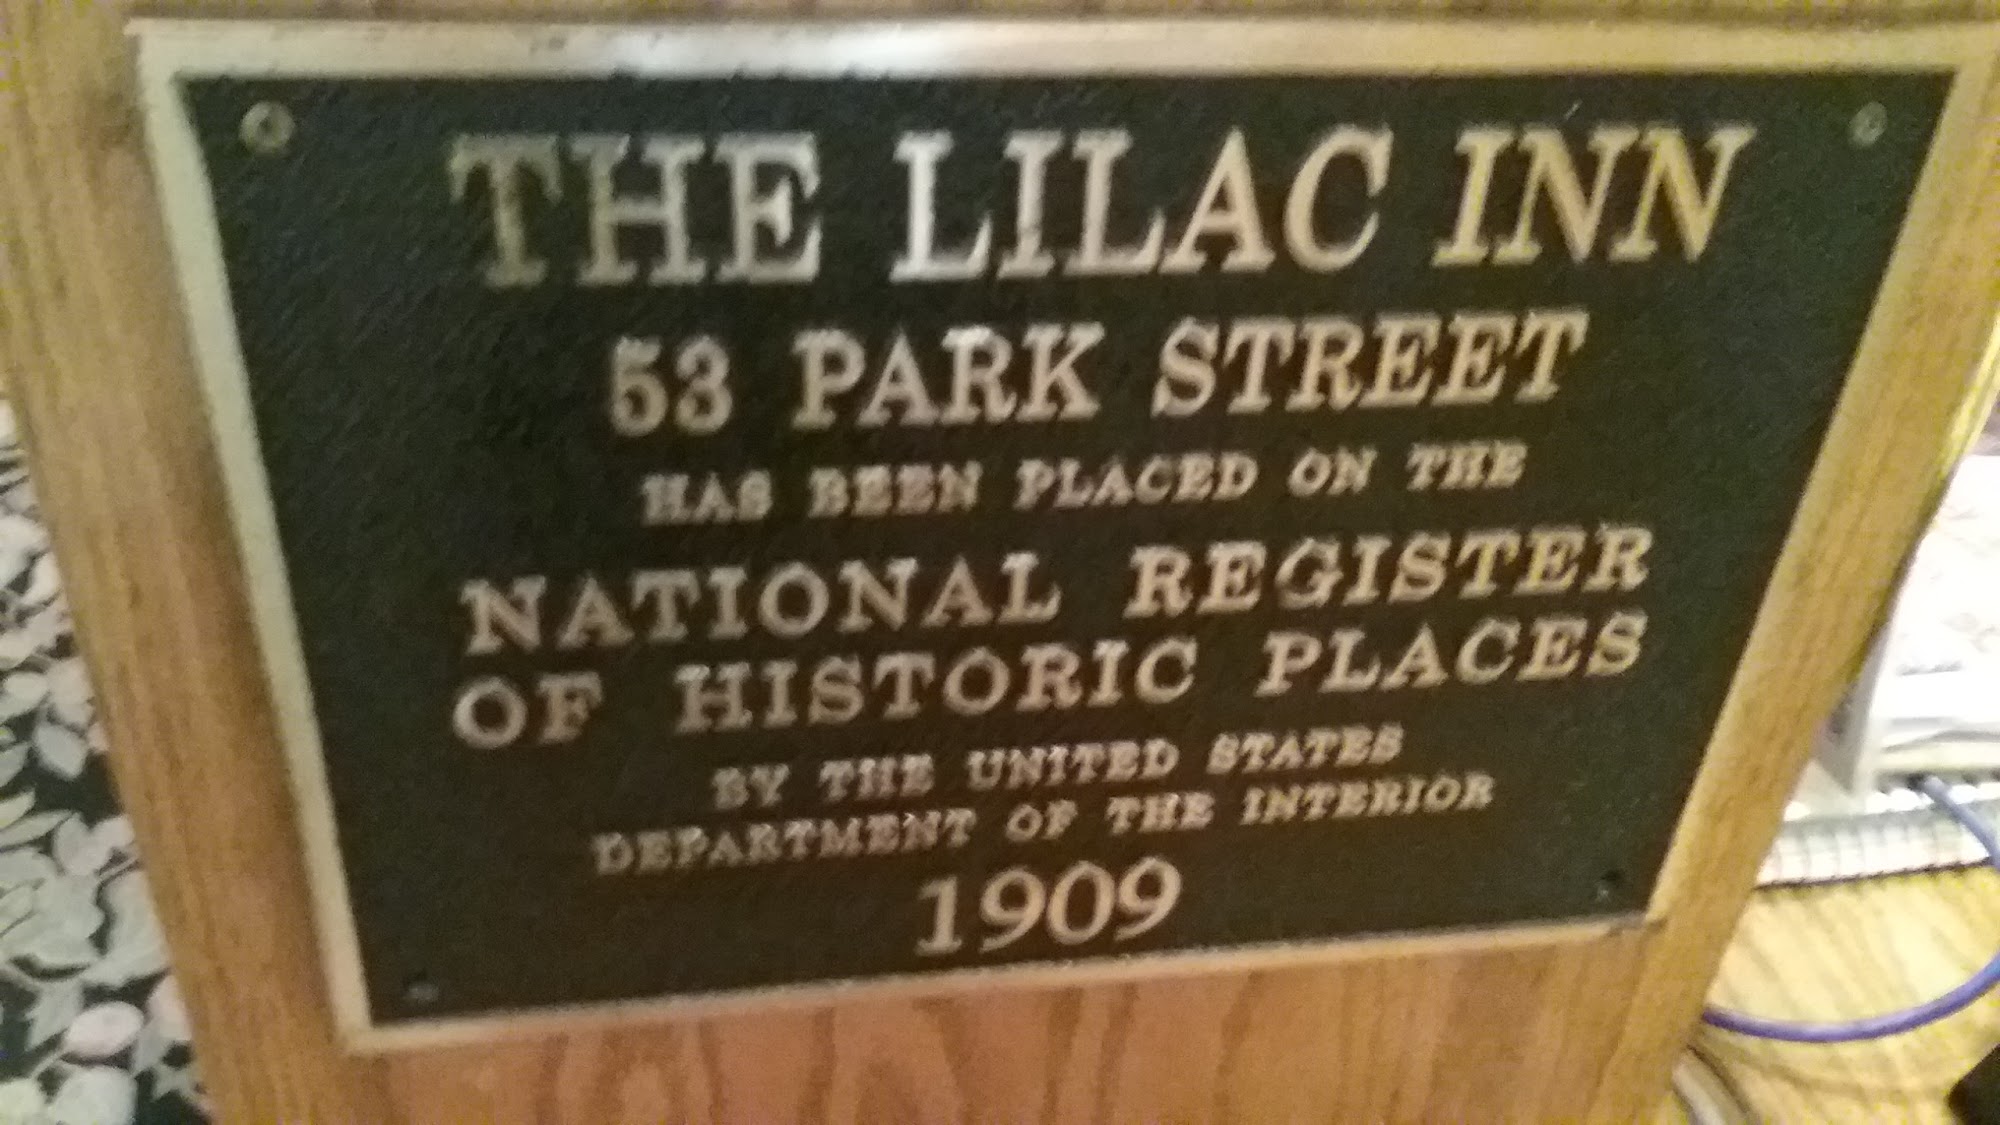 THE LILAC INN
53 PARK STREET
HAS BEEN PLACED ON THE
NATIONAL REGISTER
OF HISTORIC PLACES
BY THE UNITED STATES
DEPARTMENT OF THE INTERIOR
1909